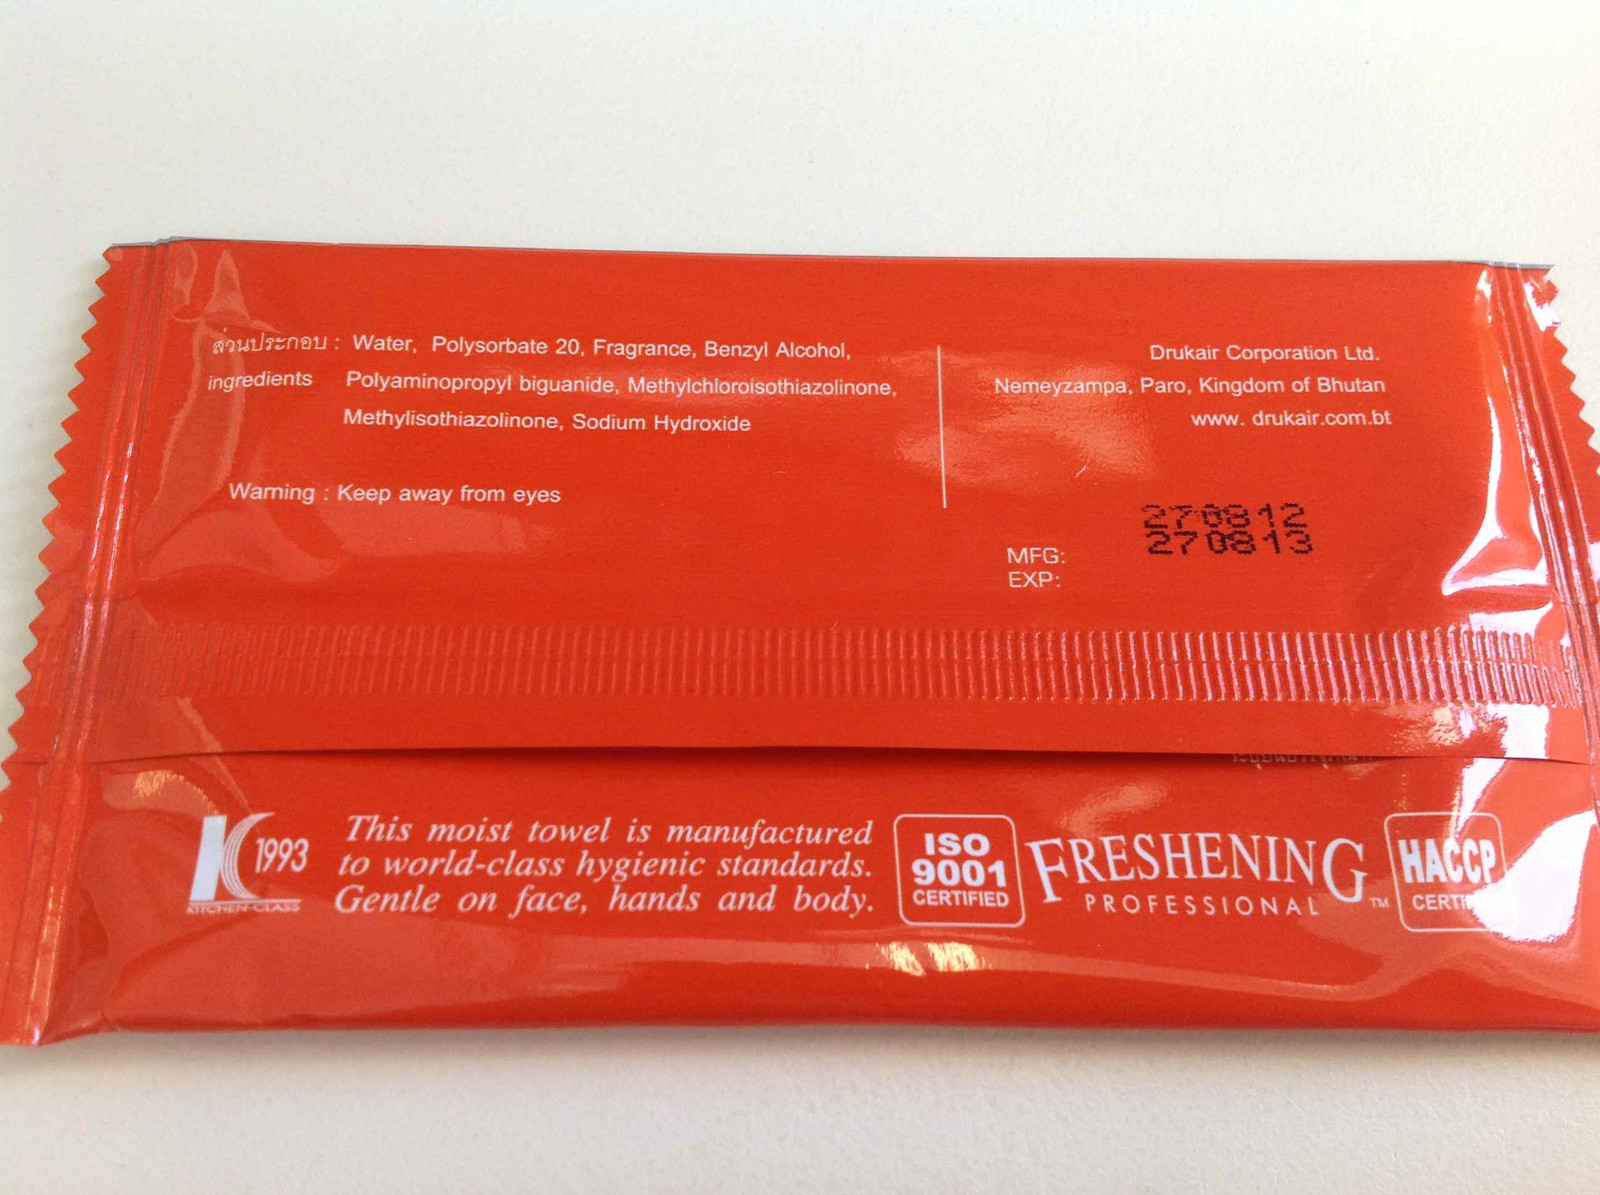 ส่วนประกอบ : Water, Polysorbate 20, Fragrance, Benzyl Alcohol,
ingredients Polyaminopropyl biguanide, Methylchloroisothiazolinone,
Methylisothiazolinone, Sodium Hydroxide
Warning : Keep away from eyes
Drukair Corporation Ltd.
Nemeyzampa, Paro, Kingdom of Bhutan
www. drukair.com.bt
270812
270813
MFG:
EXP:
K 1993
KITCHEN-CLASS
This moist towel is manufactured
to world-class hygienic standards.
Gentle on face, hands and body.
ISO
9001
CERTIFIED
FRESHENING
PROFESSIONAL ™
HACCP